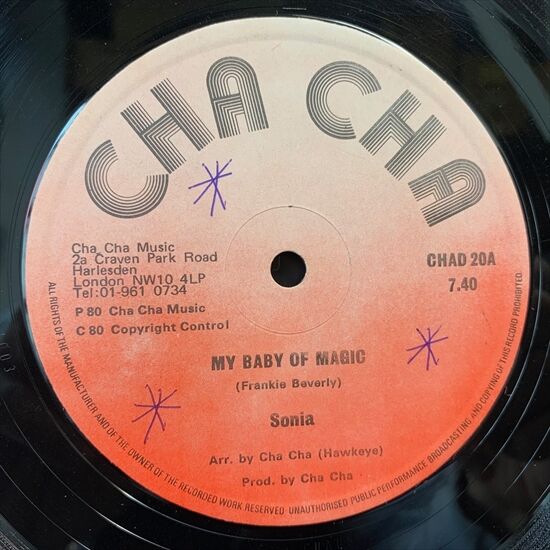 CHA CHA
Cha Cha Music
2a Craven Park Road
Harlesden
London NW10 4LP
Tel:01-961 0734
P 80 Cha Cha Music
C 80 Copyright Control
CHAD 20A
7.40
MY BABY OF MAGIC
(Frankie Beverly)
Sonia
Arr. by Cha Cha (Hawkeye)
Prod. by Cha Cha
ALL RIGHTS OF THE MANUFACTURER AND OF THE OWNER OF THE RECORDED WORK RESERVED UNAUTHORISED PUBLIC PERFORMANCE BROADCASTING AND COPYING OF THIS RECORD PROHIBITED.